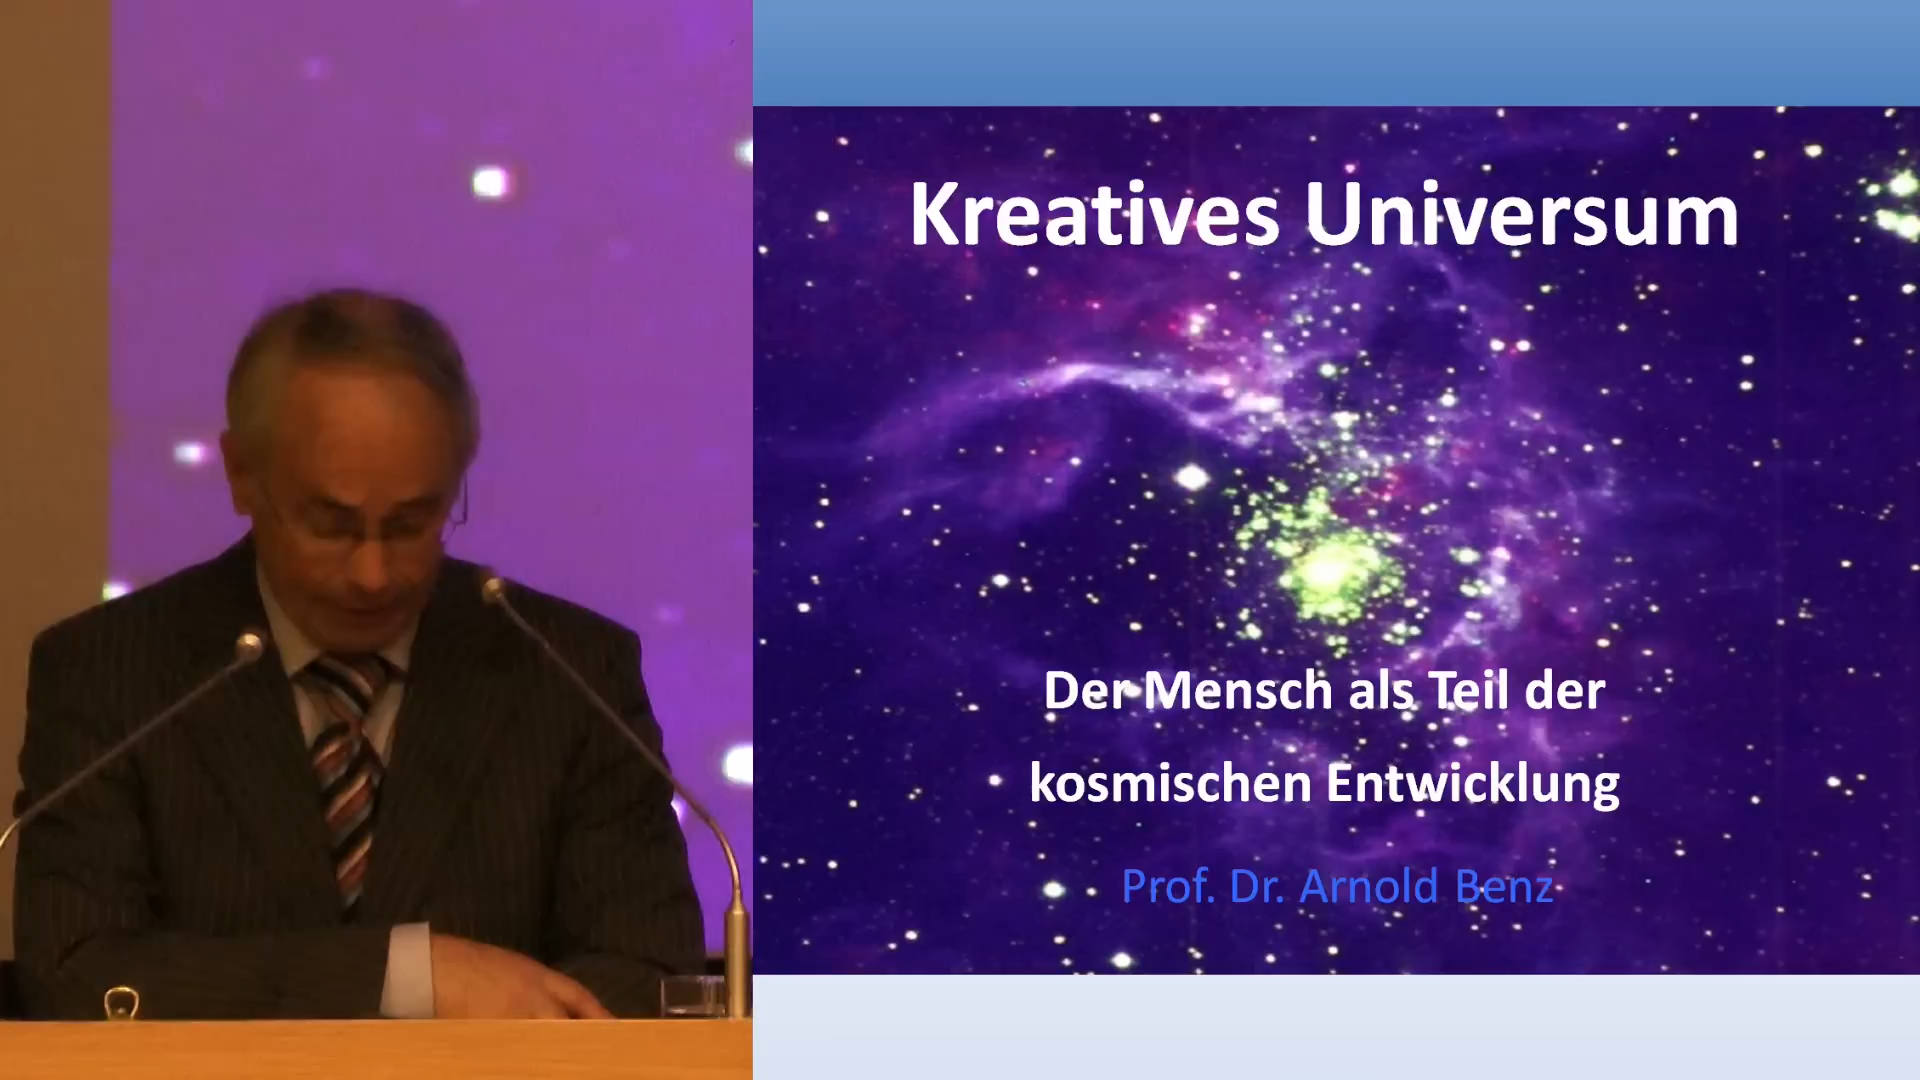 Kreatives Universum
Der Mensch als Teil der
kosmischen Entwicklung
Prof. Dr. Arnold Benz